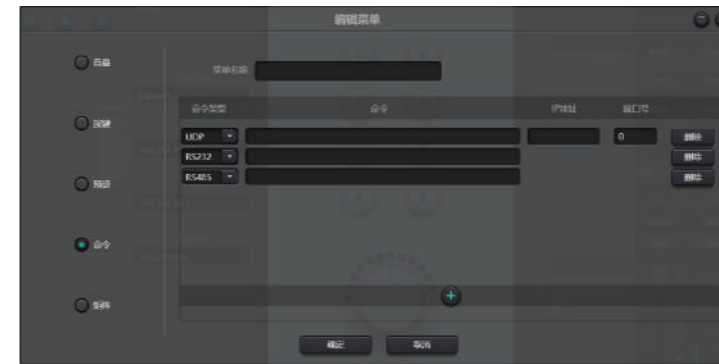 编辑菜单
音量
菜单名称
命令类型 命令 IP地址 端口号
按键
UDP 0 删除
RS232 删除
预设
RS485 删除
命令
矩阵
确定 取消